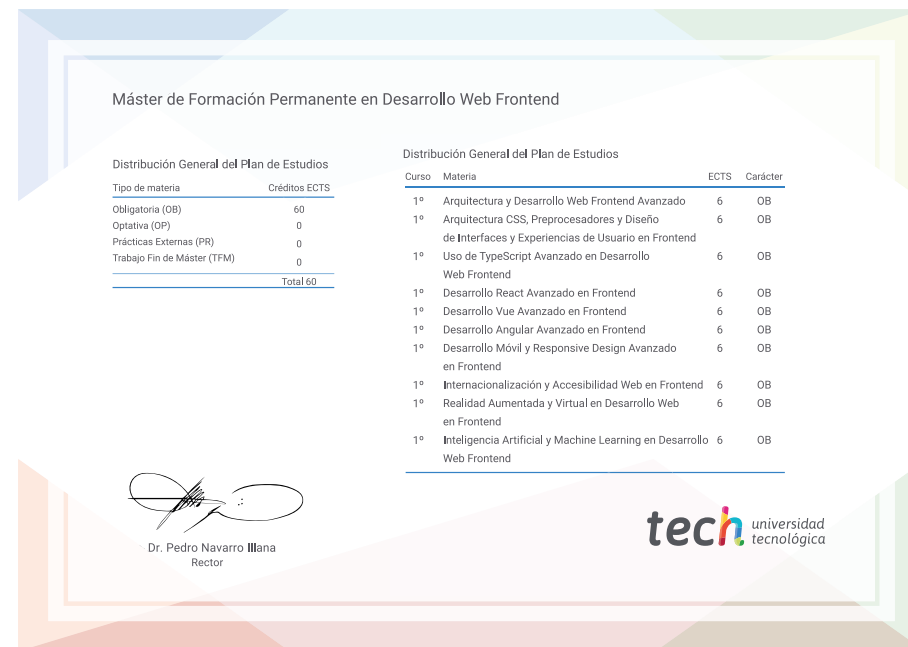 Máster de Formación Permanente en Desarrollo Web Frontend
Distribución General del Plan de Estudios
Tipo de materia Créditos ECTS
Obligatoria (OB) 60
Optativa (OP) 0
Prácticas Externas (PR) 0
Trabajo Fin de Máster (TFM) 0
Total 60
Distribución General del Plan de Estudios
Curso Materia ECTS Carácter
1º Arquitectura y Desarrollo Web Frontend Avanzado 6 OB
1º Arquitectura CSS, Preprocesadores y Diseño 6 OB
de Interfaces y Experiencias de Usuario en Frontend
1º Uso de TypeScript Avanzado en Desarrollo 6 OB
Web Frontend
1º Desarrollo React Avanzado en Frontend 6 OB
1º Desarrollo Vue Avanzado en Frontend 6 OB
1º Desarrollo Angular Avanzado en Frontend 6 OB
1º Desarrollo Móvil y Responsive Design Avanzado 6 OB
en Frontend
1º Internacionalización y Accesibilidad Web en Frontend 6 OB
1º Realidad Aumentada y Virtual en Desarrollo Web 6 OB
en Frontend
1º Inteligencia Artificial y Machine Learning en Desarrollo 6 OB
Web Frontend
Dr. Pedro Navarro Illana
Rector
tech universidad
tecnológica